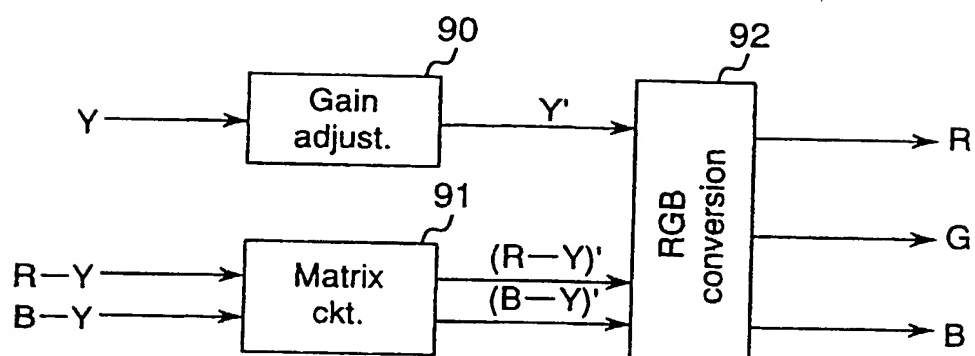 90
92
Y
Gain
adjust.
Y'
R
RGB
conversion
91
G
R—Y
B—Y
Matrix
ckt.
(R—Y)'
(B—Y)'
B